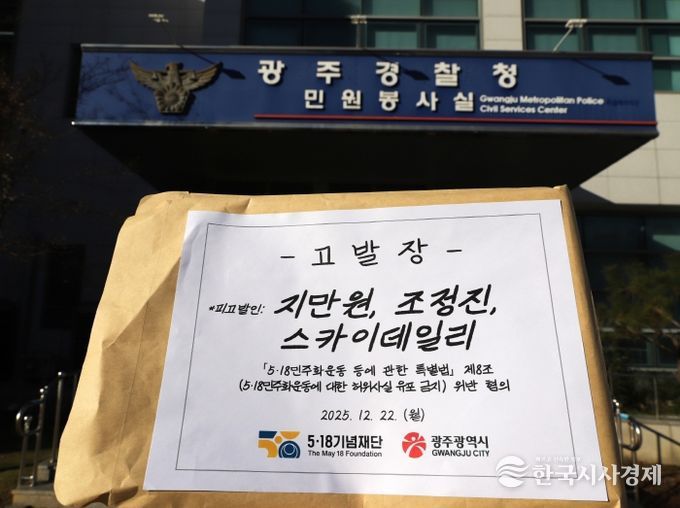 광주경찰청
민원봉사실 Gwangju Metropolitan Police Agency
Civil Services Center
- 고발장 -
*피고발인: 지만원, 조정진,
스카이데일리
「5·18민주화운동 등에 관한 특별법」 제8조
(5·18민주화운동에 대한 허위사실 유포 금지) 위반 혐의
2025. 12. 22. (월)
5·18기념재단
The May 18 Foundation
광주광역시
GWANGJU CITY
한국시사경제